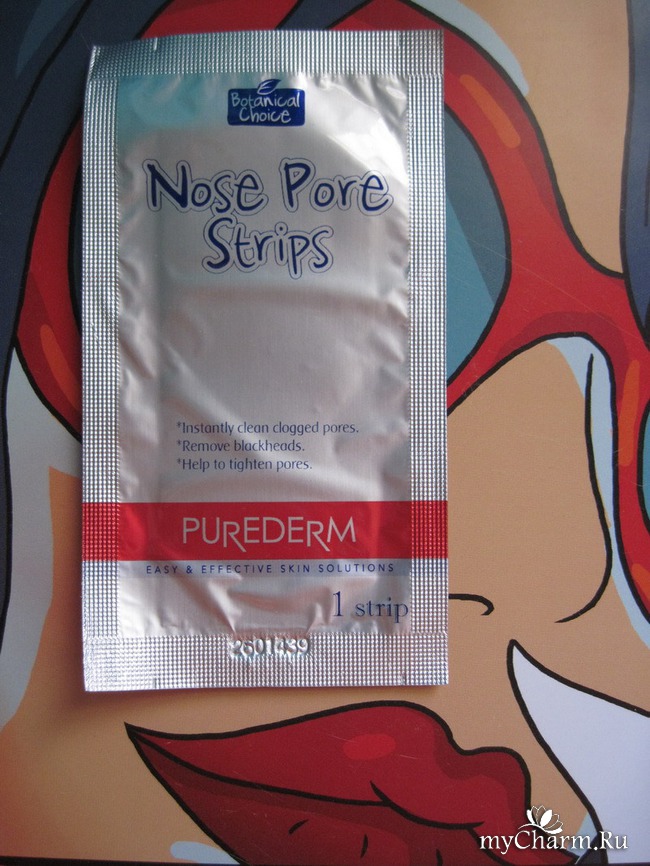 Botanical
Choice
Nose Pore
Strips
*Instantly clean clogged pores.
*Remove blackheads.
*Help to tighten pores.
PUREDERM
EASY & EFFECTIVE SKIN SOLUTIONS
1 strip
2601439
myCharm.Ru